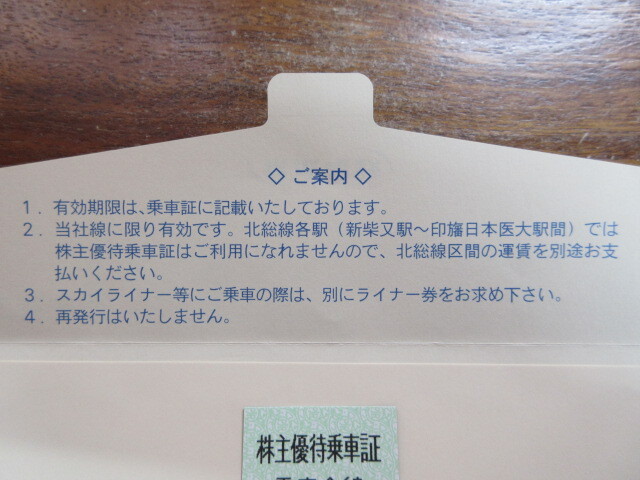 ◇ ご案内 ◇
1．有効期限は、乗車証に記載いたしております。
2．当社線に限り有効です。北総線各駅（新柴又駅～印旛日本医大駅間）では
株主優待乗車証はご利用になれませんので、北総線区間の運賃を別途お支
払いください。
3．スカイライナー等にご乗車の際は、別にライナー券をお求め下さい。
4．再発行はいたしません。
株主優待乗車証